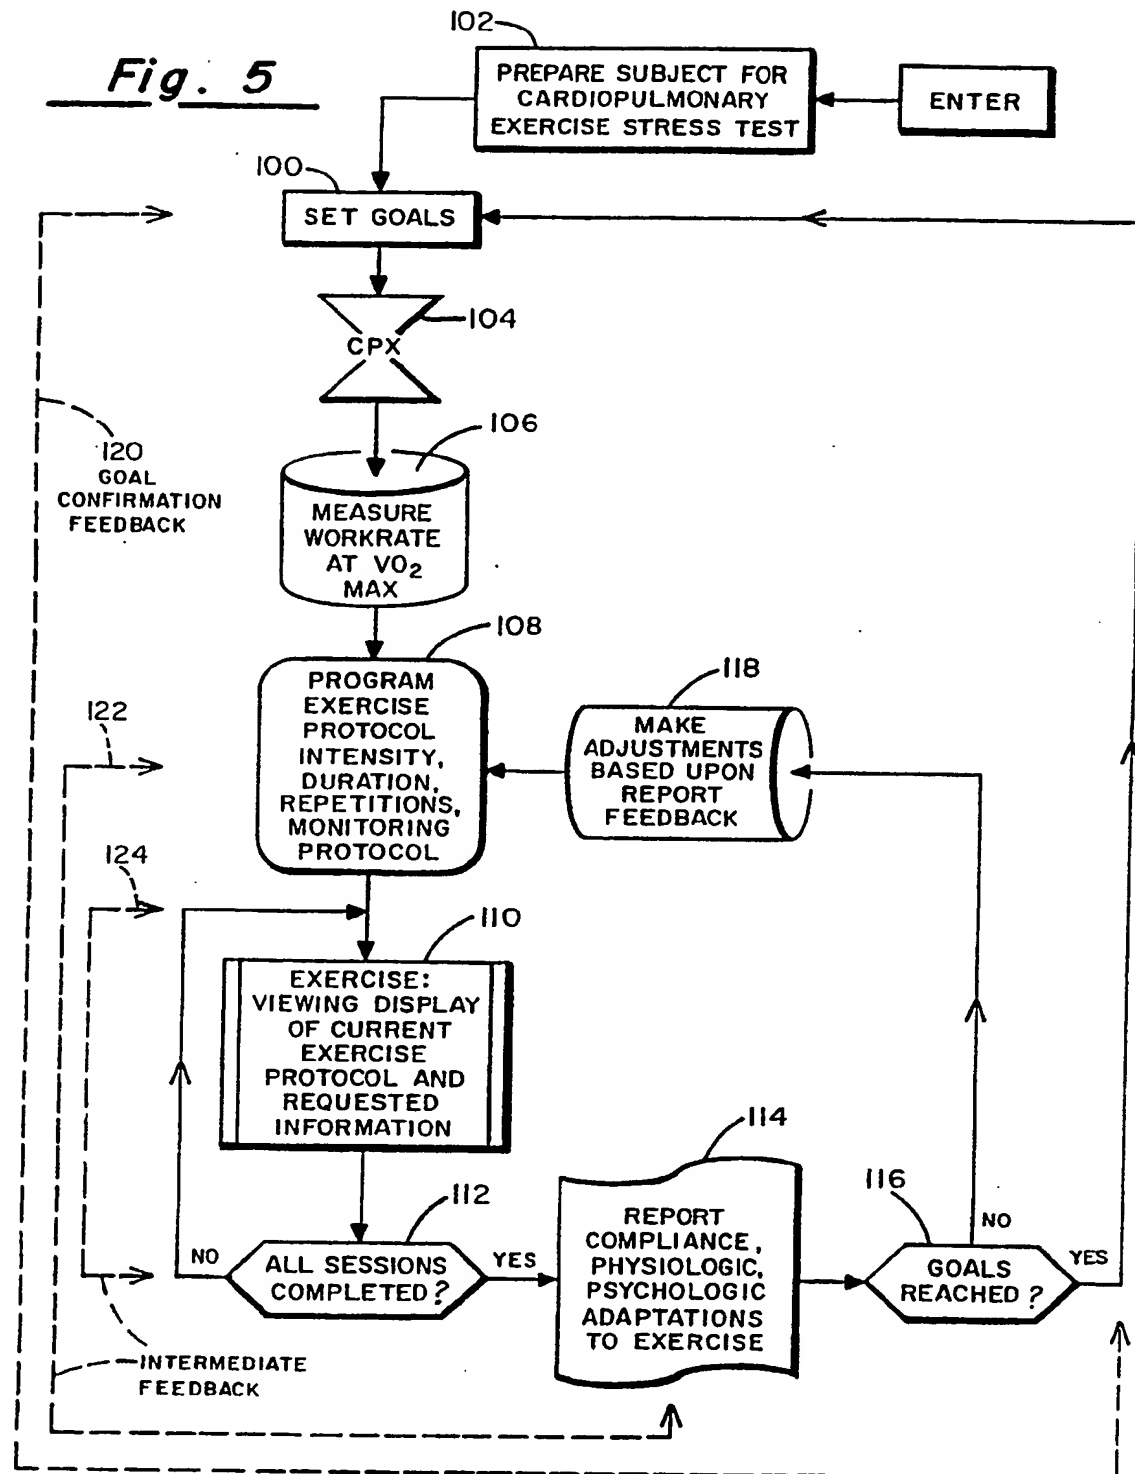 Fig. 5
102
PREPARE SUBJECT FOR
CARDIOPULMONARY
EXERCISE STRESS TEST
ENTER
100
SET GOALS
104
CPX
106
MEASURE
WORKRATE
AT VO₂
MAX
120
GOAL
CONFIRMATION
FEEDBACK
108
PROGRAM
EXERCISE
PROTOCOL
INTENSITY,
DURATION,
REPETITIONS,
MONITORING
PROTOCOL
118
MAKE
ADJUSTMENTS
BASED UPON
REPORT
FEEDBACK
122
124
110
EXERCISE:
VIEWING DISPLAY
OF CURRENT
EXERCISE
PROTOCOL AND
REQUESTED
INFORMATION
112
NO
ALL SESSIONS
COMPLETED?
YES
114
REPORT
COMPLIANCE,
PHYSIOLOGIC,
PSYCHOLOGIC
ADAPTATIONS
TO EXERCISE
116
NO
GOALS
REACHED?
YES
INTERMEDIATE
FEEDBACK